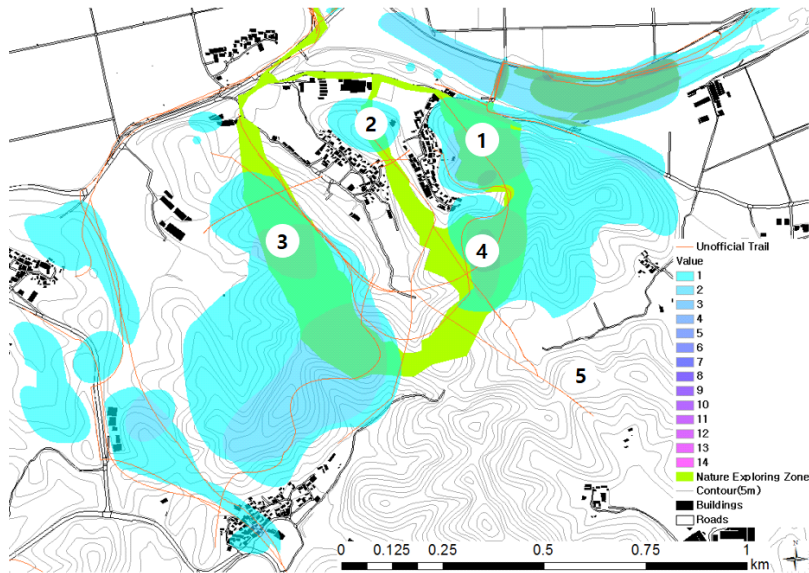 1
2
3
4
5
Unofficial Trail
Value
1
2
3
4
5
6
7
8
9
10
11
12
13
14
Nature Exploring Zone
Contour(5m)
Buildings
Roads
0 0.125 0.25 0.5 0.75 1
km